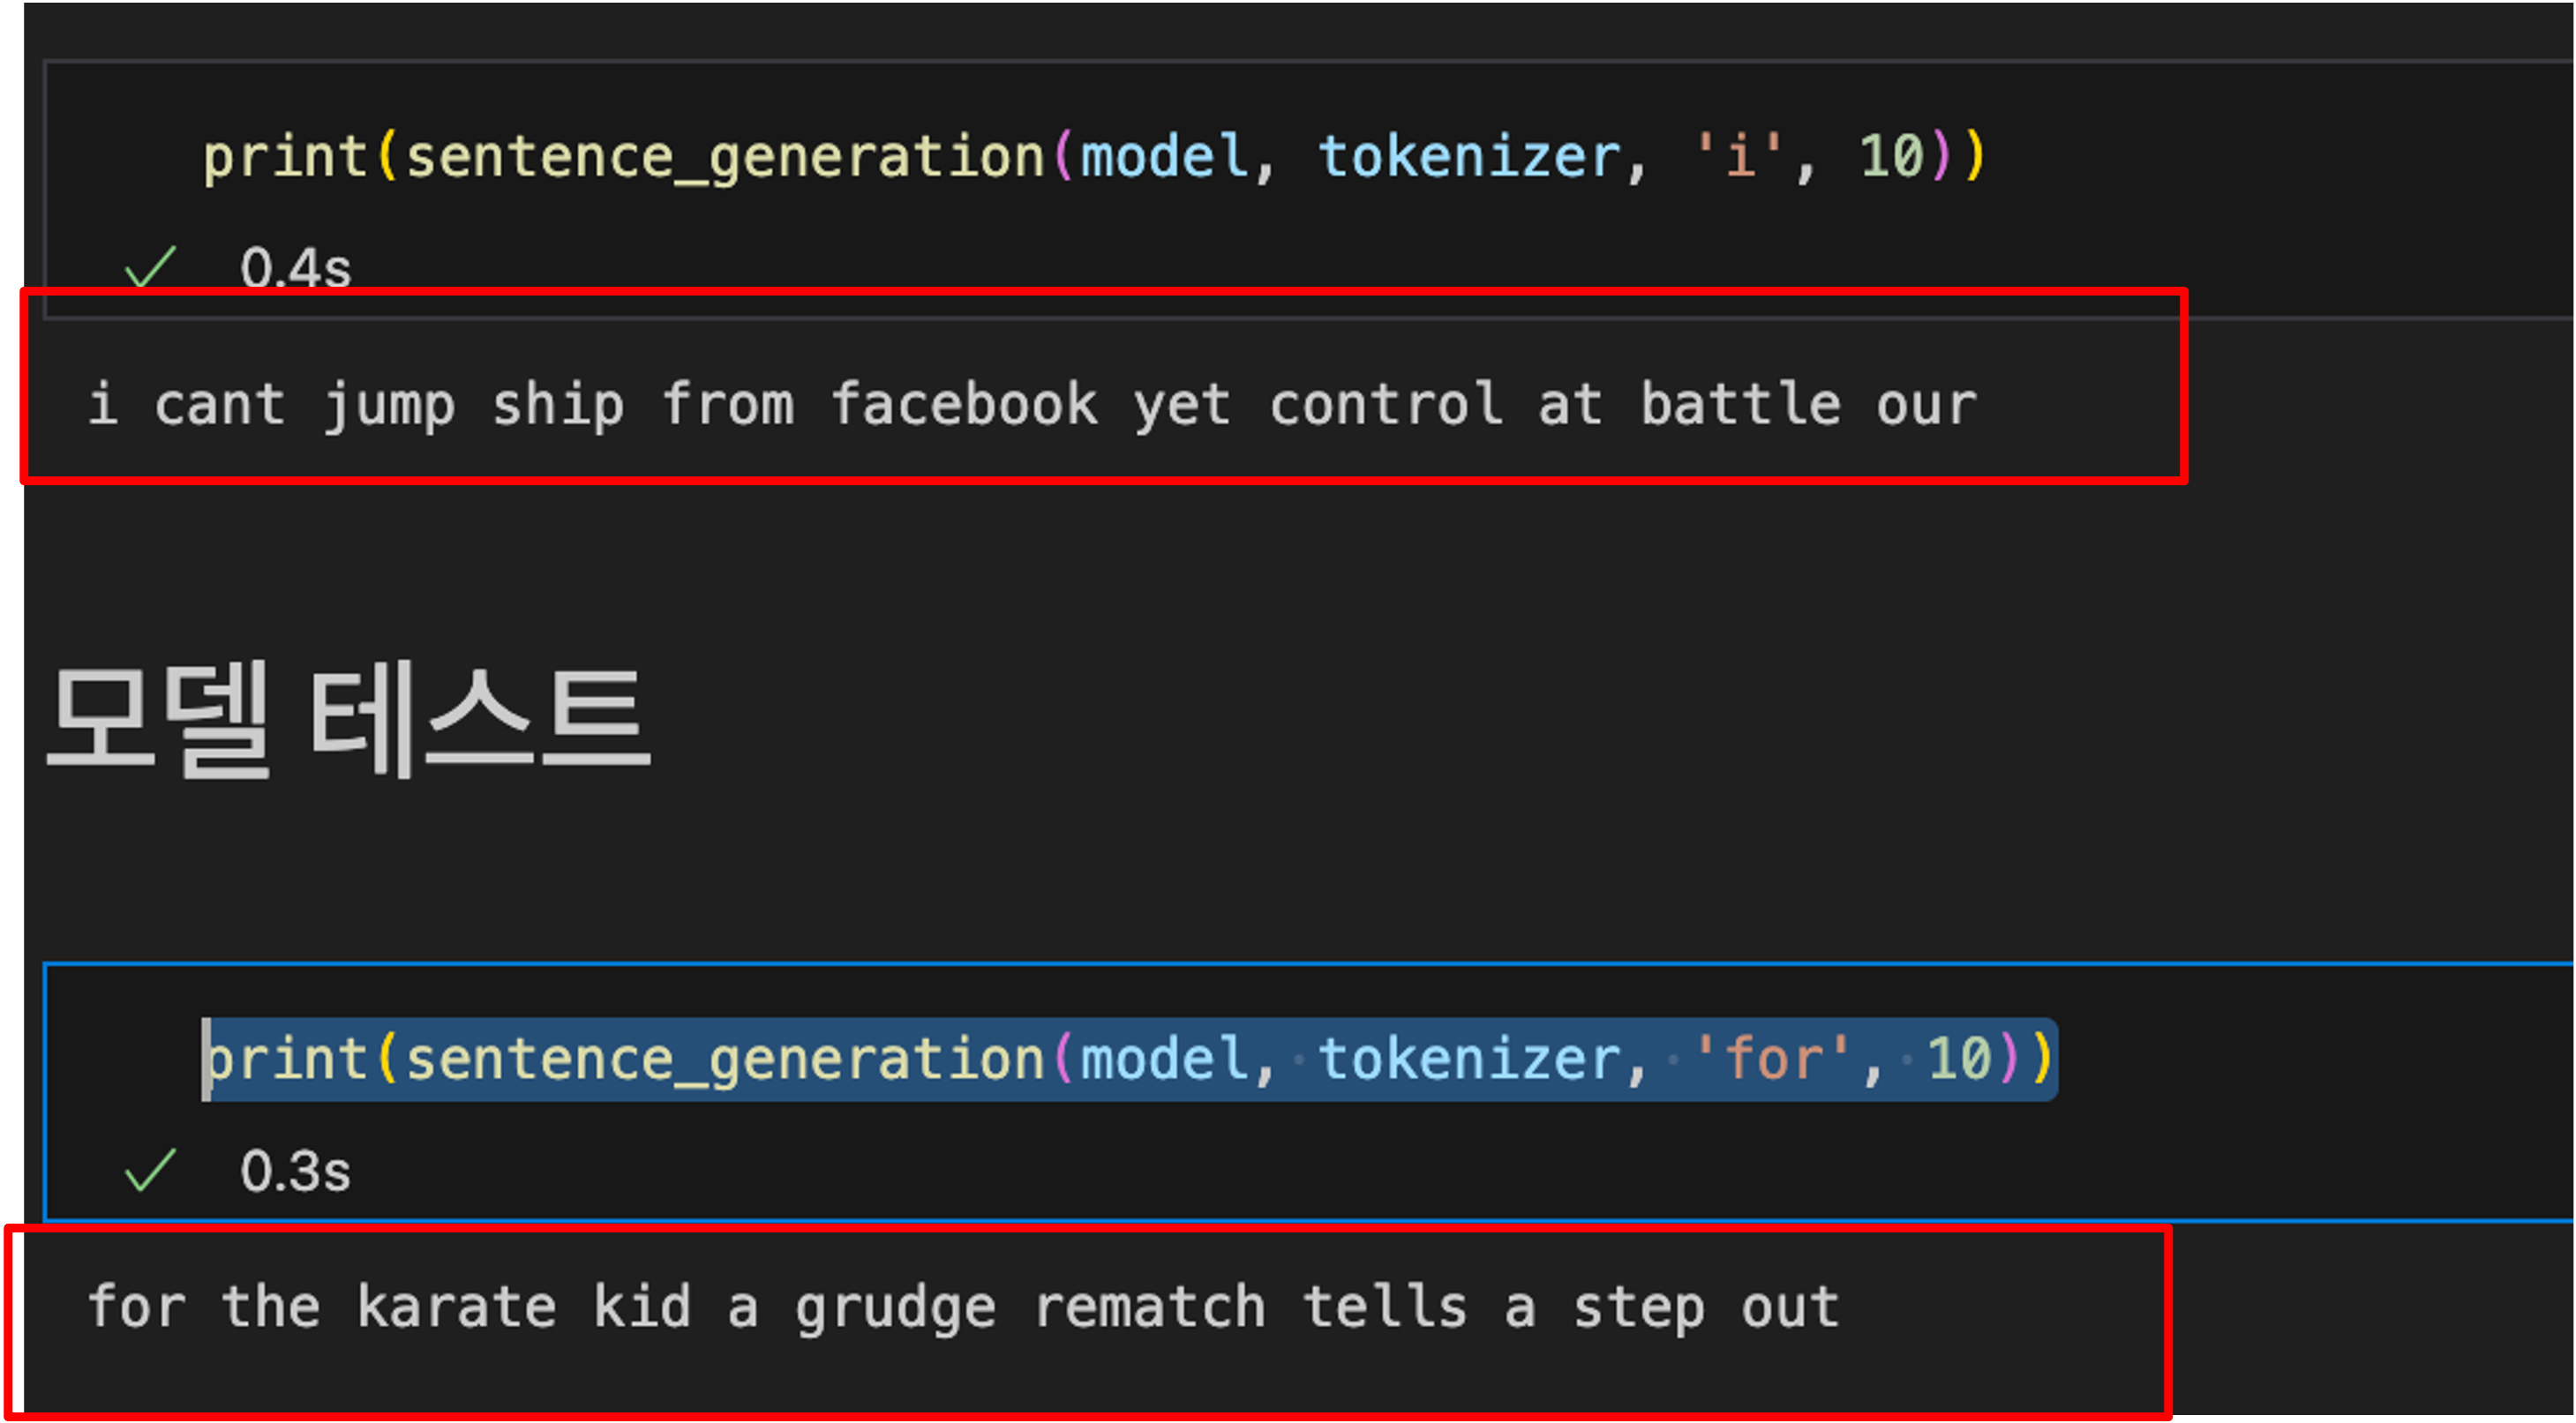 print(sentence_generation(model, tokenizer, 'i', 10))
0.4s
i cant jump ship from facebook yet control at battle our
모델 테스트
print(sentence_generation(model, tokenizer, 'for', 10))
0.3s
for the karate kid a grudge rematch tells a step out